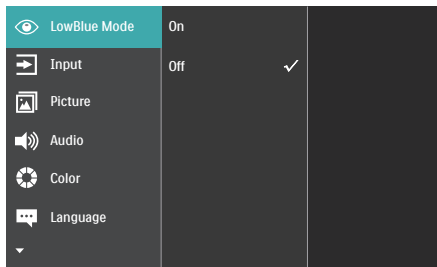 LowBlue Mode
On
Input
Off
Picture
Audio
Color
Language